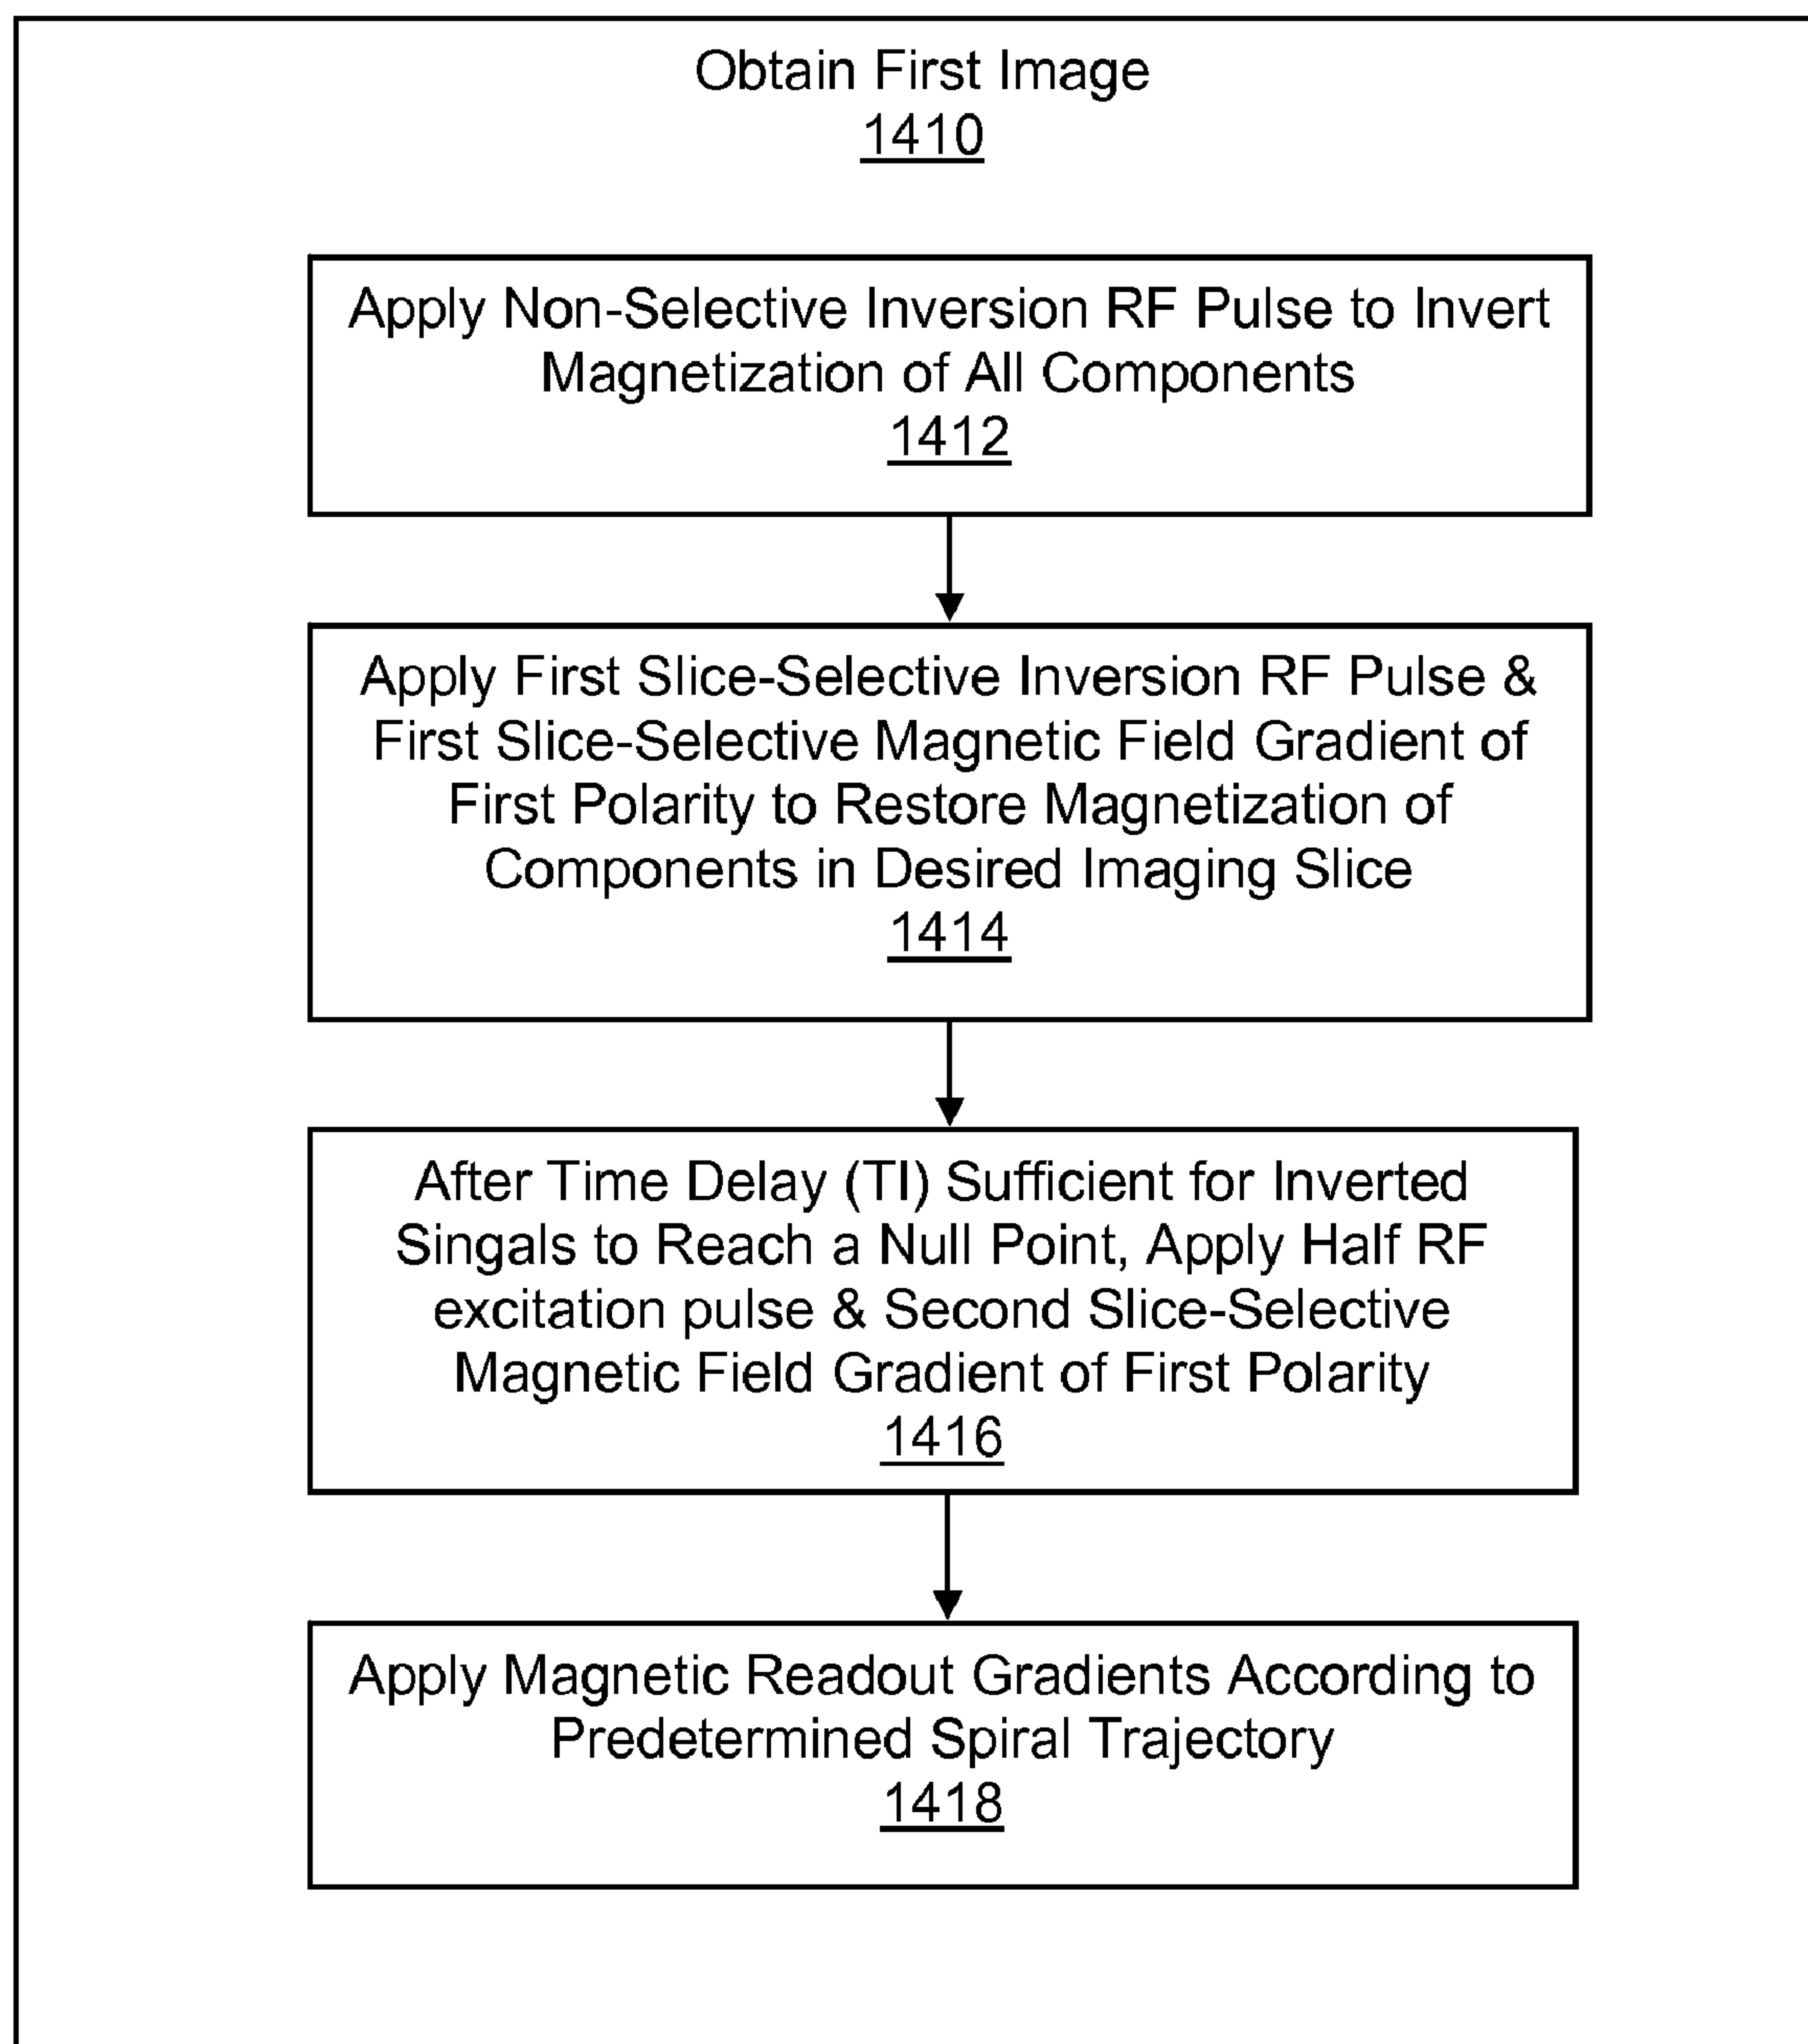 Obtain First Image
1410
Apply Non-Selective Inversion RF Pulse to Invert
Magnetization of All Components
1412
Apply First Slice-Selective Inversion RF Pulse &
First Slice-Selective Magnetic Field Gradient of
First Polarity to Restore Magnetization of
Components in Desired Imaging Slice
1414
After Time Delay (TI) Sufficient for Inverted
Singals to Reach a Null Point, Apply Half RF
excitation pulse & Second Slice-Selective
Magnetic Field Gradient of First Polarity
1416
Apply Magnetic Readout Gradients According to
Predetermined Spiral Trajectory
1418